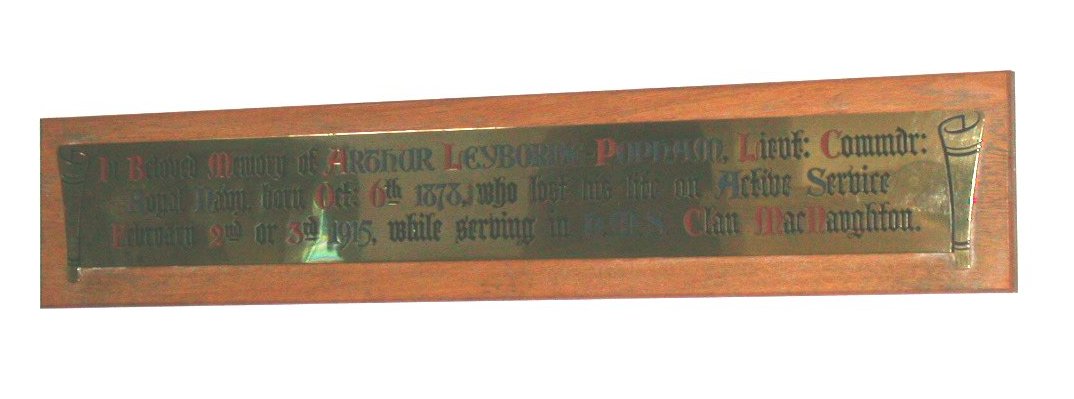 In Beloved Memory of Arthur Leyborne Popham, Lieut: Commdr:
Royal Navy, born Oct: 6th 1878, who lost his life on Active Service
February 2nd or 3rd 1915, while serving in H.M.S. Clan MacNaughton.